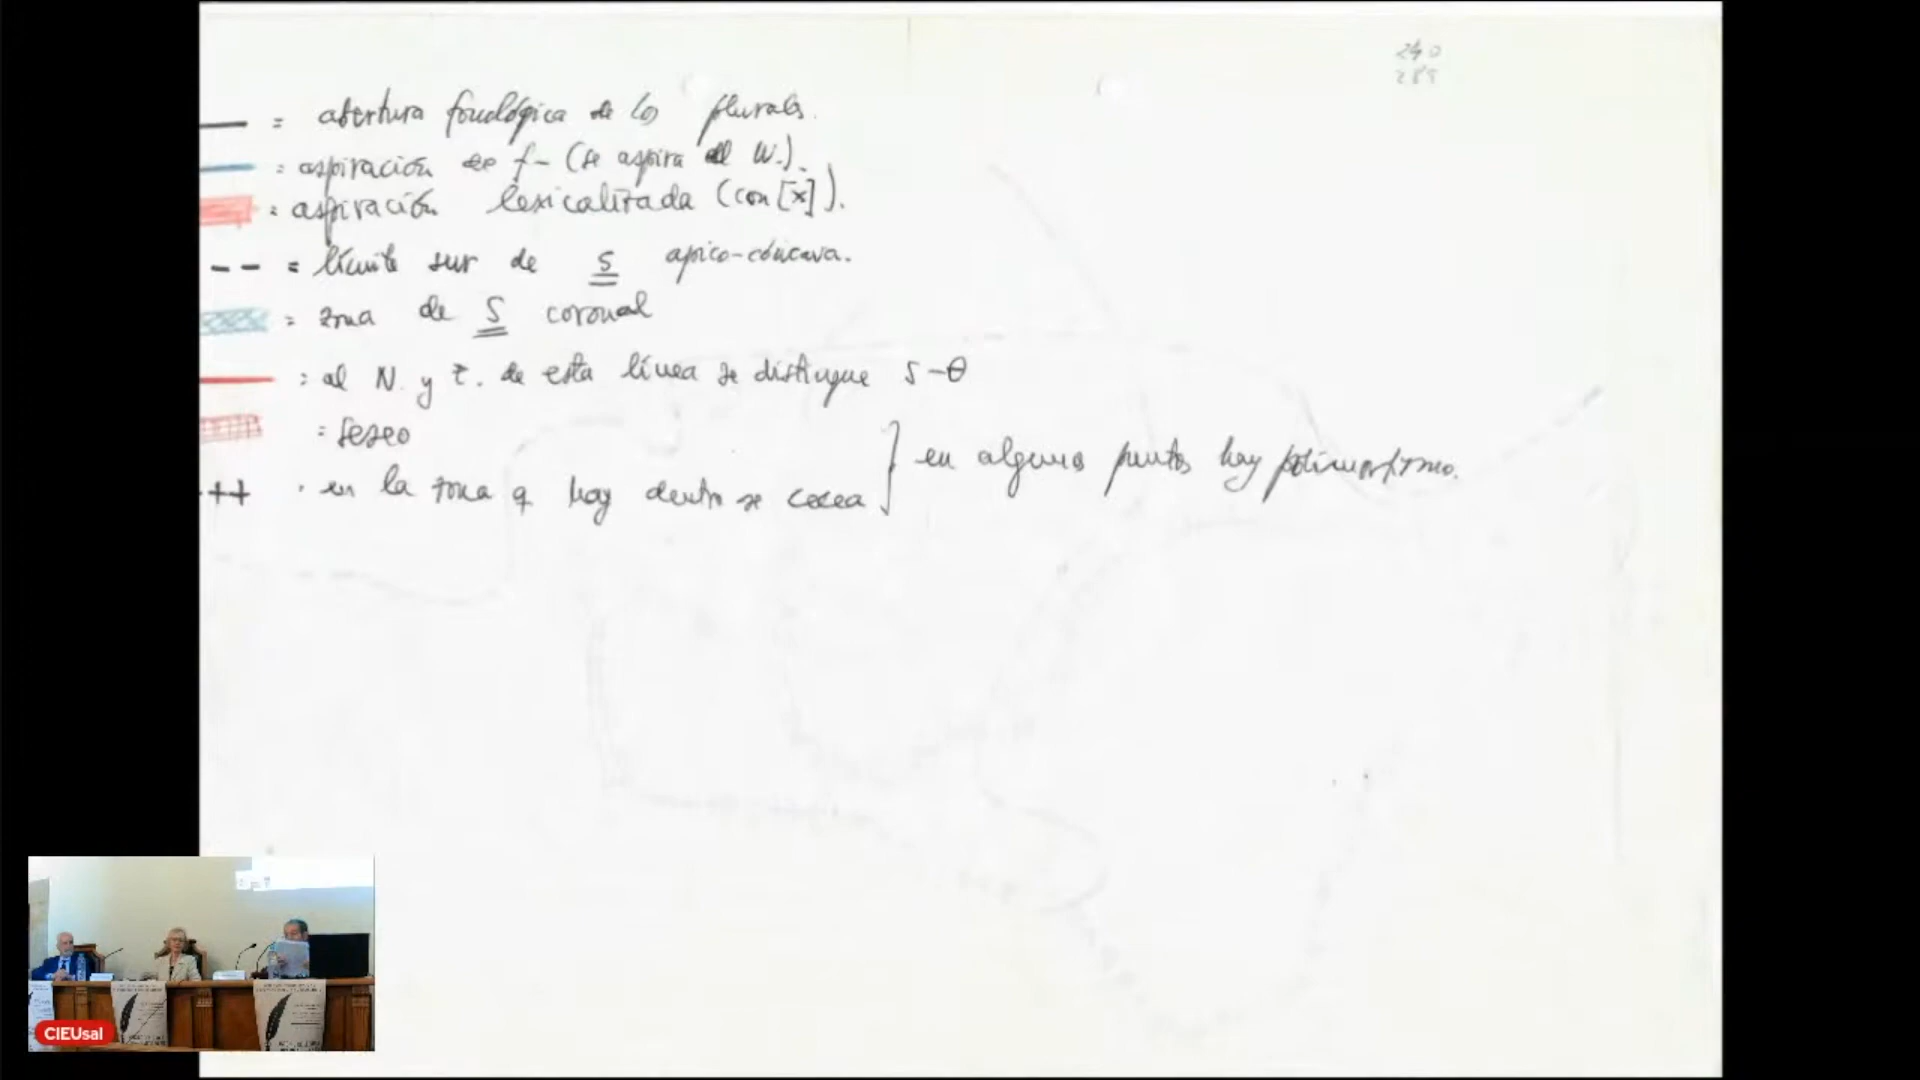 240
285
= abertura fonológica de los plurales.
= aspiración de f- (se aspira al W.).
= aspiración lexicalizada (con [x]).
= límite sur de s apico-cóncava.
= zona de s coronal
= al N. y E. de esta línea se distingue s-θ
= seseo
++ = en la zona q hay dentro se cecea } en algunos puntos hay polimorfismo.
CIEUsal